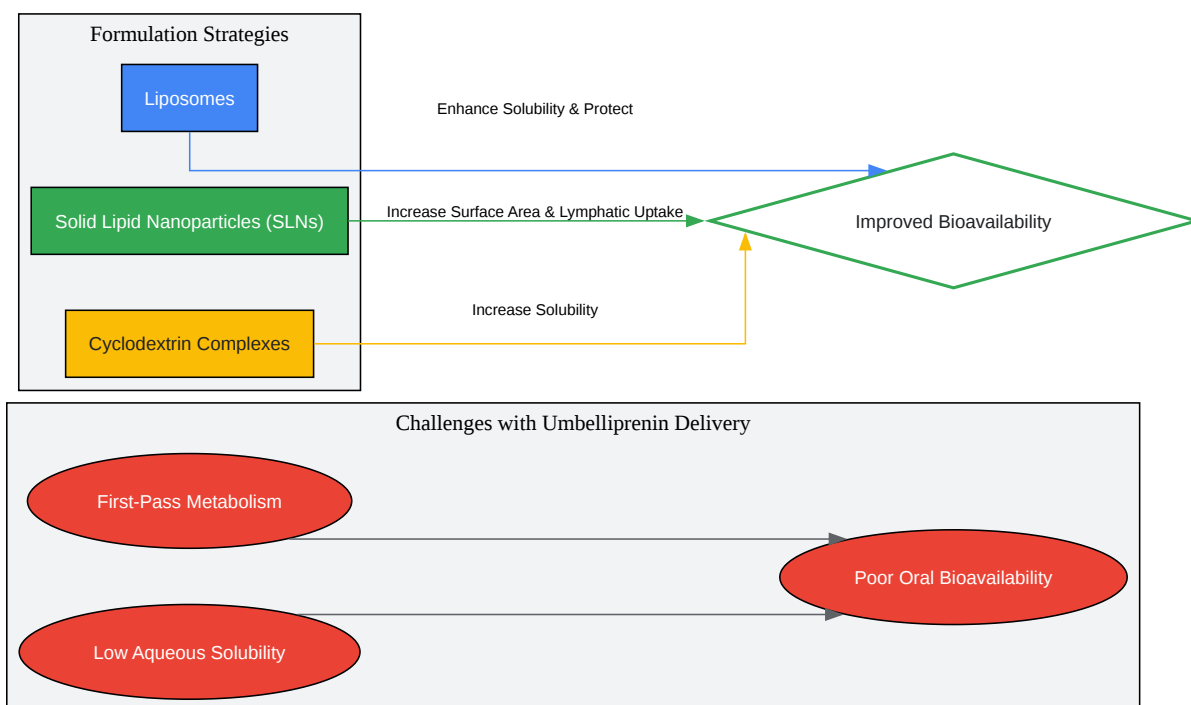 Formulation Strategies
Liposomes
Enhance Solubility & Protect
Solid Lipid Nanoparticles (SLNs)
Increase Surface Area & Lymphatic Uptake
Improved Bioavailability
Increase Solubility
Cyclodextrin Complexes
Challenges with Umbelliprenin Delivery
First-Pass Metabolism
Poor Oral Bioavailability
Low Aqueous Solubility